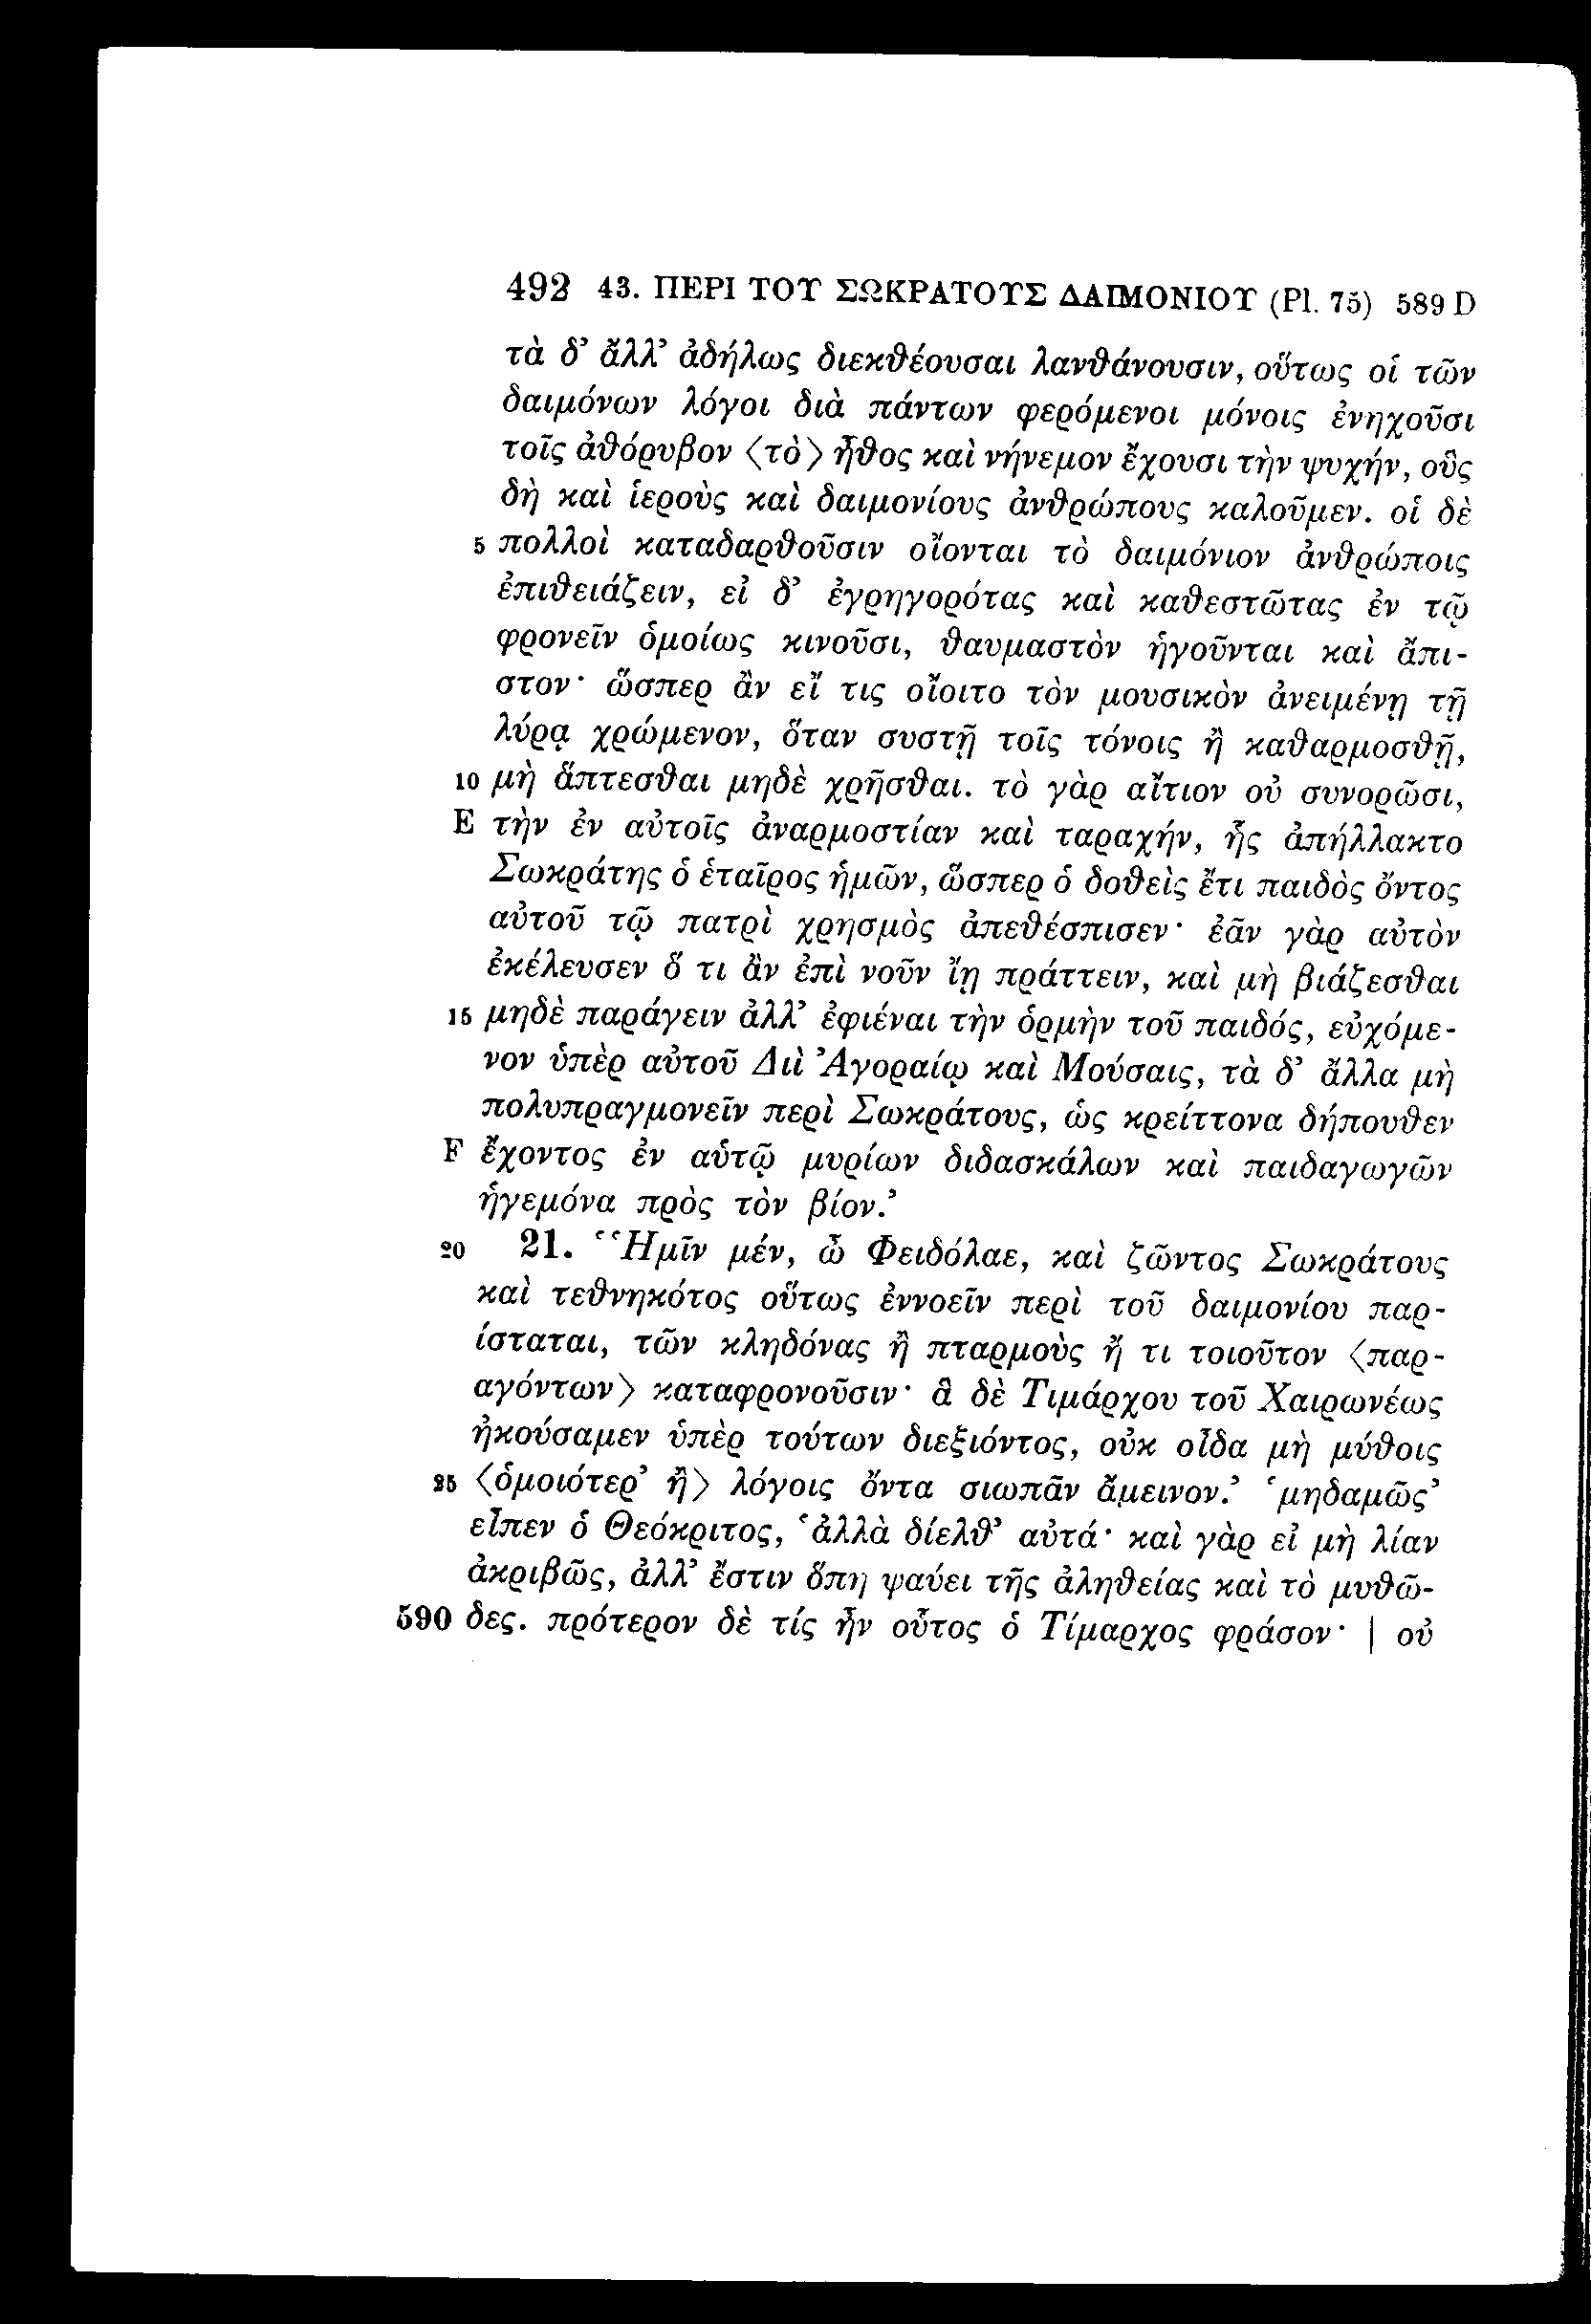 492 43. ΠΕΡΙ ΤΟΥ ΣΩΚΡΑΤΟΥΣ ΔΑΙΜΟΝΙΟΥ (Pl. 75) 589 D
τὰ δ’ ἄλλ’ ἀδήλως διεκθέουσαι λανθάνουσιν, οὕτως οἱ τῶν
δαιμόνων λόγοι διὰ πάντων φερόμενοι μόνοις ἐνηχοῦσι
τοῖς ἀθόρυβον ⟨τὸ⟩ ἦθος καὶ νήνεμον ἔχουσι τὴν ψυχήν, οὓς
δὴ καὶ ἱεροὺς καὶ δαιμονίους ἀνθρώπους καλοῦμεν. οἱ δὲ
5 πολλοὶ καταδαρθοῦσιν οἴονται τὸ δαιμόνιον ἀνθρώποις
ἐπιθειάζειν, εἰ δ’ ἐγρηγορότας καὶ καθεστῶτας ἐν τῷ
φρονεῖν ὁμοίως κινοῦσι, θαυμαστὸν ἡγοῦνται καὶ ἄπι-
στον· ὥσπερ ἂν εἴ τις οἴοιτο τὸν μουσικὸν ἀνειμένῃ τῇ
λύρᾳ χρώμενον, ὅταν συστῇ τοῖς τόνοις ἢ καθαρμοσθῇ,
10 μὴ ἅπτεσθαι μηδὲ χρῆσθαι. τὸ γὰρ αἴτιον οὐ συνορῶσι,
E τὴν ἐν αὐτοῖς ἀναρμοστίαν καὶ ταραχήν, ἧς ἀπήλλακτο
Σωκράτης ὁ ἑταῖρος ἡμῶν, ὥσπερ ὁ δοθεὶς ἔτι παιδὸς ὄντος
αὐτοῦ τῷ πατρὶ χρησμὸς ἀπεθέσπισεν· ἐᾶν γὰρ αὐτὸν
ἐκέλευσεν ὅ τι ἂν ἐπὶ νοῦν ἴῃ πράττειν, καὶ μὴ βιάζεσθαι
15 μηδὲ παράγειν ἀλλ’ ἐφιέναι τὴν ὁρμὴν τοῦ παιδός, εὐχόμε-
νον ὑπὲρ αὐτοῦ Διὶ Ἀγοραίῳ καὶ Μούσαις, τὰ δ’ ἄλλα μὴ
πολυπραγμονεῖν περὶ Σωκράτους, ὡς κρείττονα δήπουθεν
F ἔχοντος ἐν αὑτῷ μυρίων διδασκάλων καὶ παιδαγωγῶν
ἡγεμόνα πρὸς τὸν βίον.’
20 21. ‘Ἡμῖν μέν, ὦ Φειδόλαε, καὶ ζῶντος Σωκράτους
καὶ τεθνηκότος οὕτως ἐννοεῖν περὶ τοῦ δαιμονίου παρ-
ίσταται, τῶν κληδόνας ἢ πταρμοὺς ἤ τι τοιοῦτον ⟨παρ-
αγόντων⟩ καταφρονοῦσιν· ἃ δὲ Τιμάρχου τοῦ Χαιρωνέως
ἠκούσαμεν ὑπὲρ τούτων διεξιόντος, οὐκ οἶδα μὴ μύθοις
25 ⟨ὁμοιότερ’ ἢ⟩ λόγοις ὄντα σιωπᾶν ἄμεινον.’ ‘μηδαμῶς’
εἶπεν ὁ Θεόκριτος, ‘ἀλλὰ δίελθ’ αὐτά· καὶ γὰρ εἰ μὴ λίαν
ἀκριβῶς, ἀλλ’ ἔστιν ὅπη ψαύει τῆς ἀληθείας καὶ τὸ μυθῶ-
590 δες. πρότερον δὲ τίς ἦν οὗτος ὁ Τίμαρχος φράσον· | οὐ